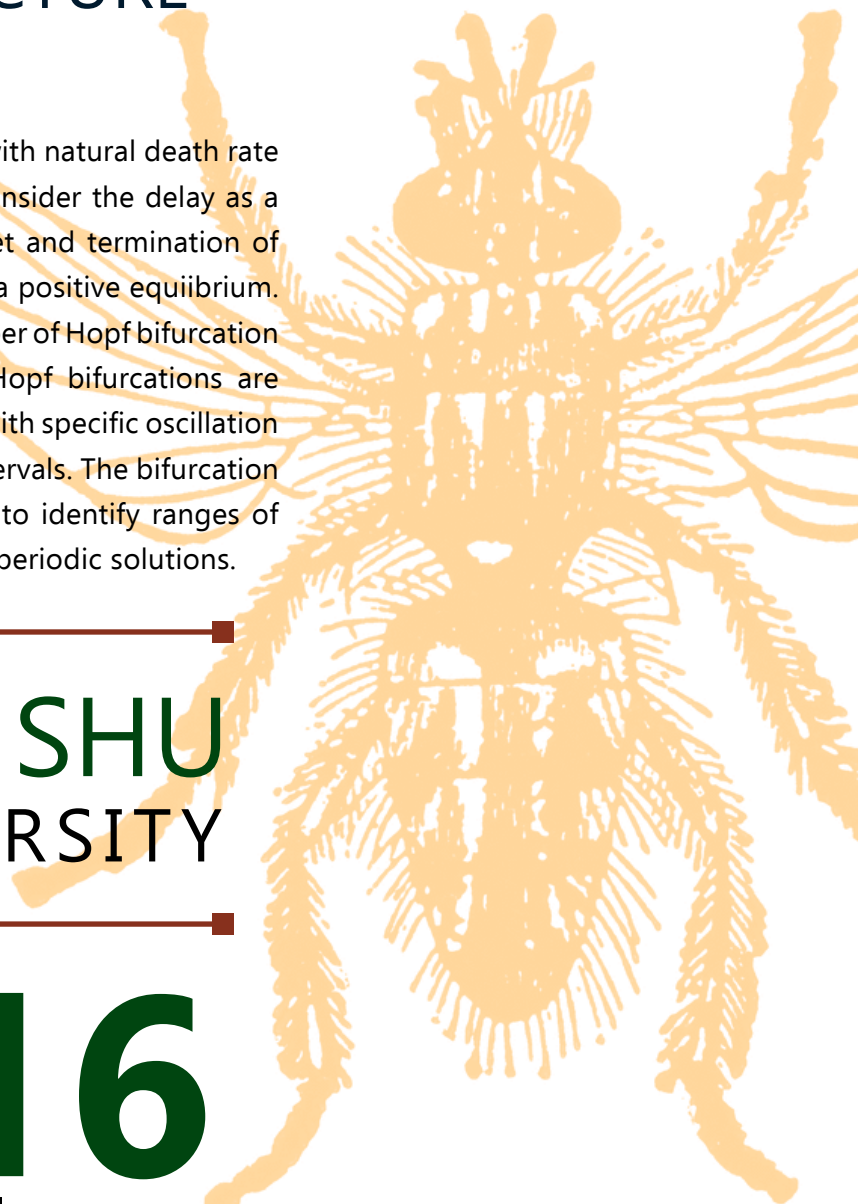 CTURE
ith natural death rate
nsider the delay as a
et and termination of
a positive equiibrium.
er of Hopf bifurcation
Hopf bifurcations are
ith specific oscillation
ervals. The bifurcation
to identify ranges of
periodic solutions.
SHU
RSITY
16